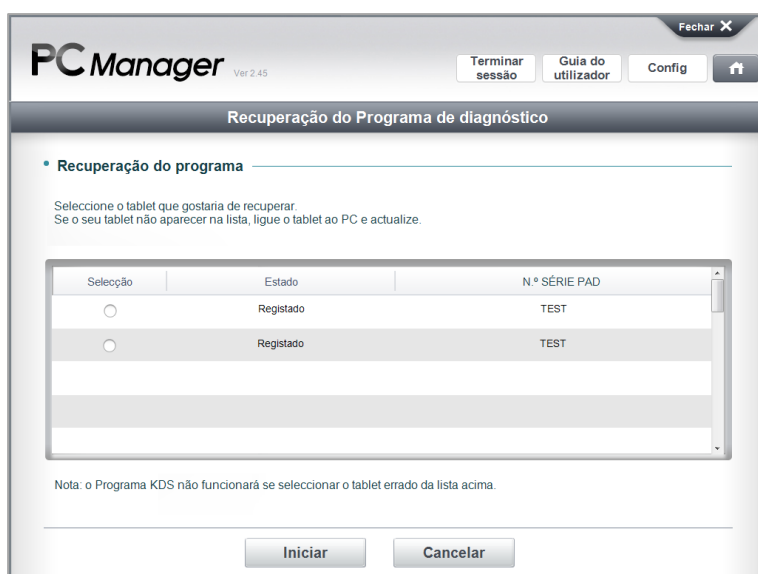 Fechar X
PC Manager Ver 2.45
Terminar sessão
Guia do utilizador
Config
Recuperação do Programa de diagnóstico
Recuperação do programa
Seleccione o tablet que gostaria de recuperar.
Se o seu tablet não aparecer na lista, ligue o tablet ao PC e actualize.
Selecção Estado N.º SÉRIE PAD
Registado TEST
Registado TEST
Nota: o Programa KDS não funcionará se seleccionar o tablet errado da lista acima.
Iniciar Cancelar